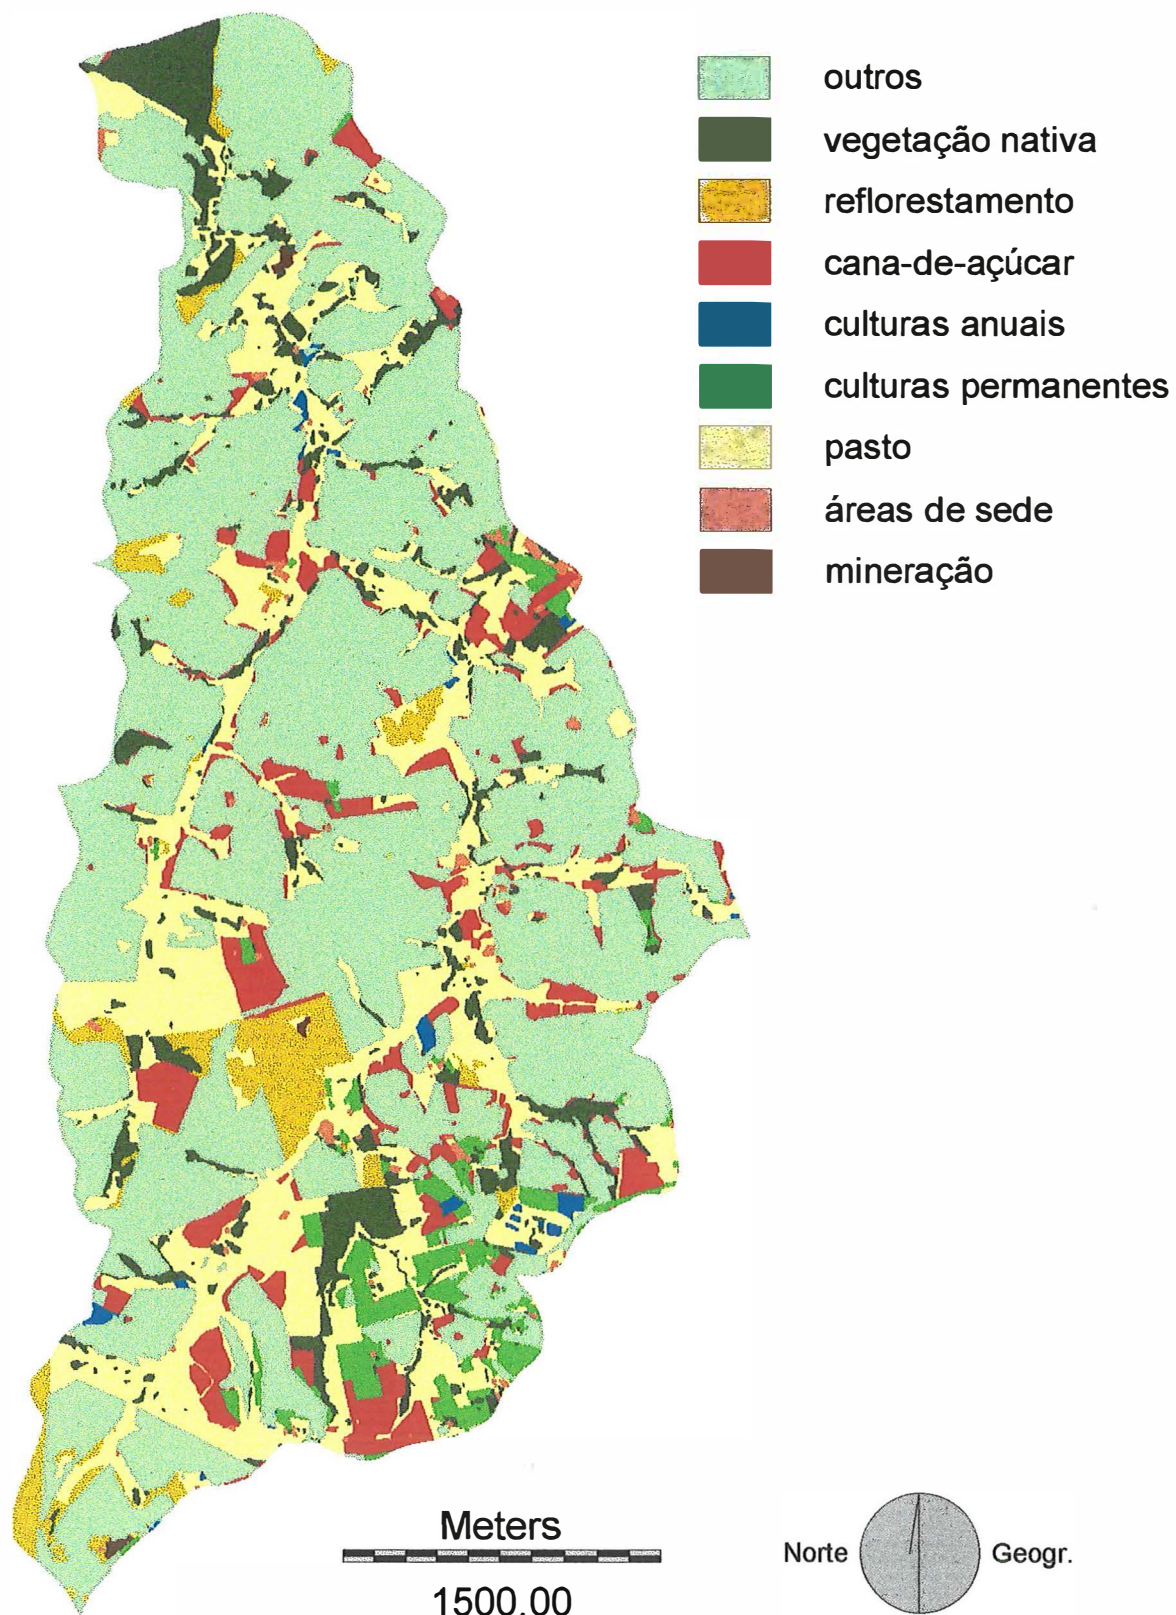 outros
vegetação nativa
reflorestamento
cana-de-açúcar
culturas anuais
culturas permanentes
pasto
áreas de sede
mineração
Meters
1500.00
Norte
Geogr.